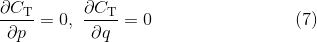 ∂C_T/∂p = 0, ∂C_T/∂q = 0 (7)